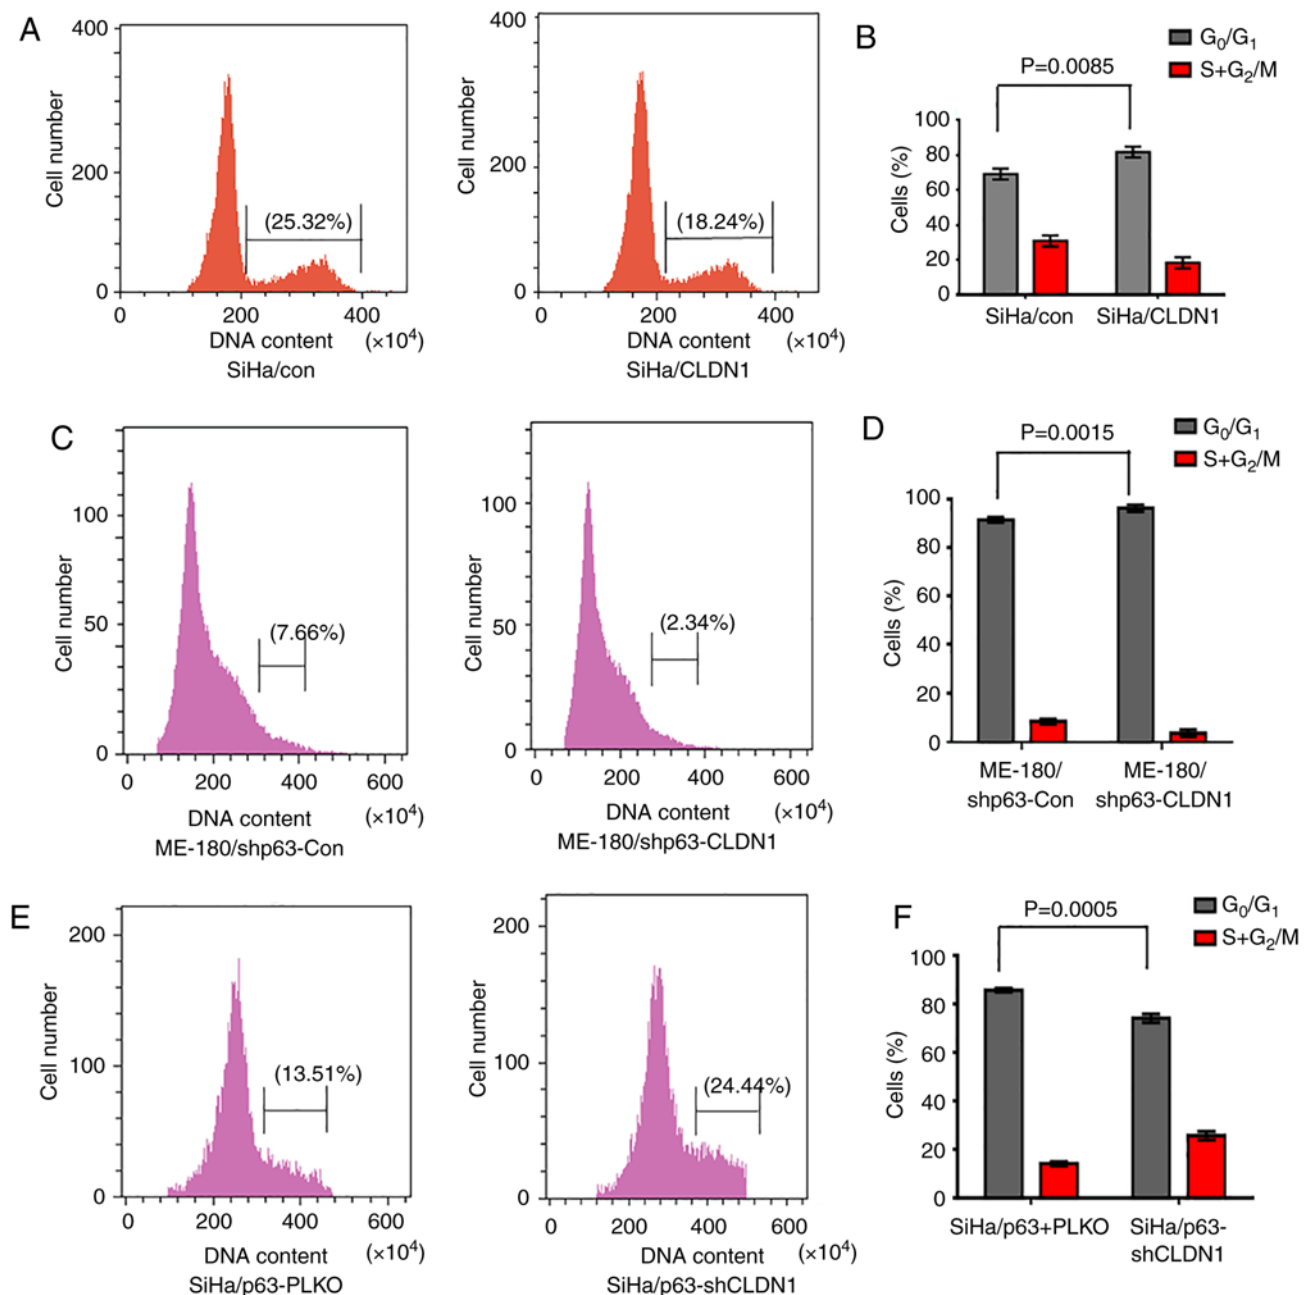 A
400
200
0
Cell number
(25.32%)
0
200
400
DNA content
(×10⁴)
SiHa/con
400
200
0
Cell number
(18.24%)
0
200
400
DNA content
(×10⁴)
SiHa/CLDN1
B
G₀/G₁
S+G₂/M
P=0.0085
100
80
60
40
20
0
Cells (%)
SiHa/con
SiHa/CLDN1
C
100
50
0
Cell number
(7.66%)
0
200
400
600
DNA content
(×10⁴)
ME-180/shp63-Con
100
50
0
Cell number
(2.34%)
0
200
400
600
DNA content
(×10⁴)
ME-180/shp63-CLDN1
D
G₀/G₁
S+G₂/M
P=0.0015
100
80
60
40
20
0
Cells (%)
ME-180/
shp63-Con
ME-180/
shp63-CLDN1
E
200
100
0
Cell number
(13.51%)
0
200
400
600
DNA content
(×10⁴)
SiHa/p63-PLKO
200
100
0
Cell number
(24.44%)
0
200
400
600
DNA content
(×10⁴)
SiHa/p63-shCLDN1
F
G₀/G₁
S+G₂/M
P=0.0005
100
80
60
40
20
0
Cells (%)
SiHa/p63+PLKO
SiHa/p63-
shCLDN1